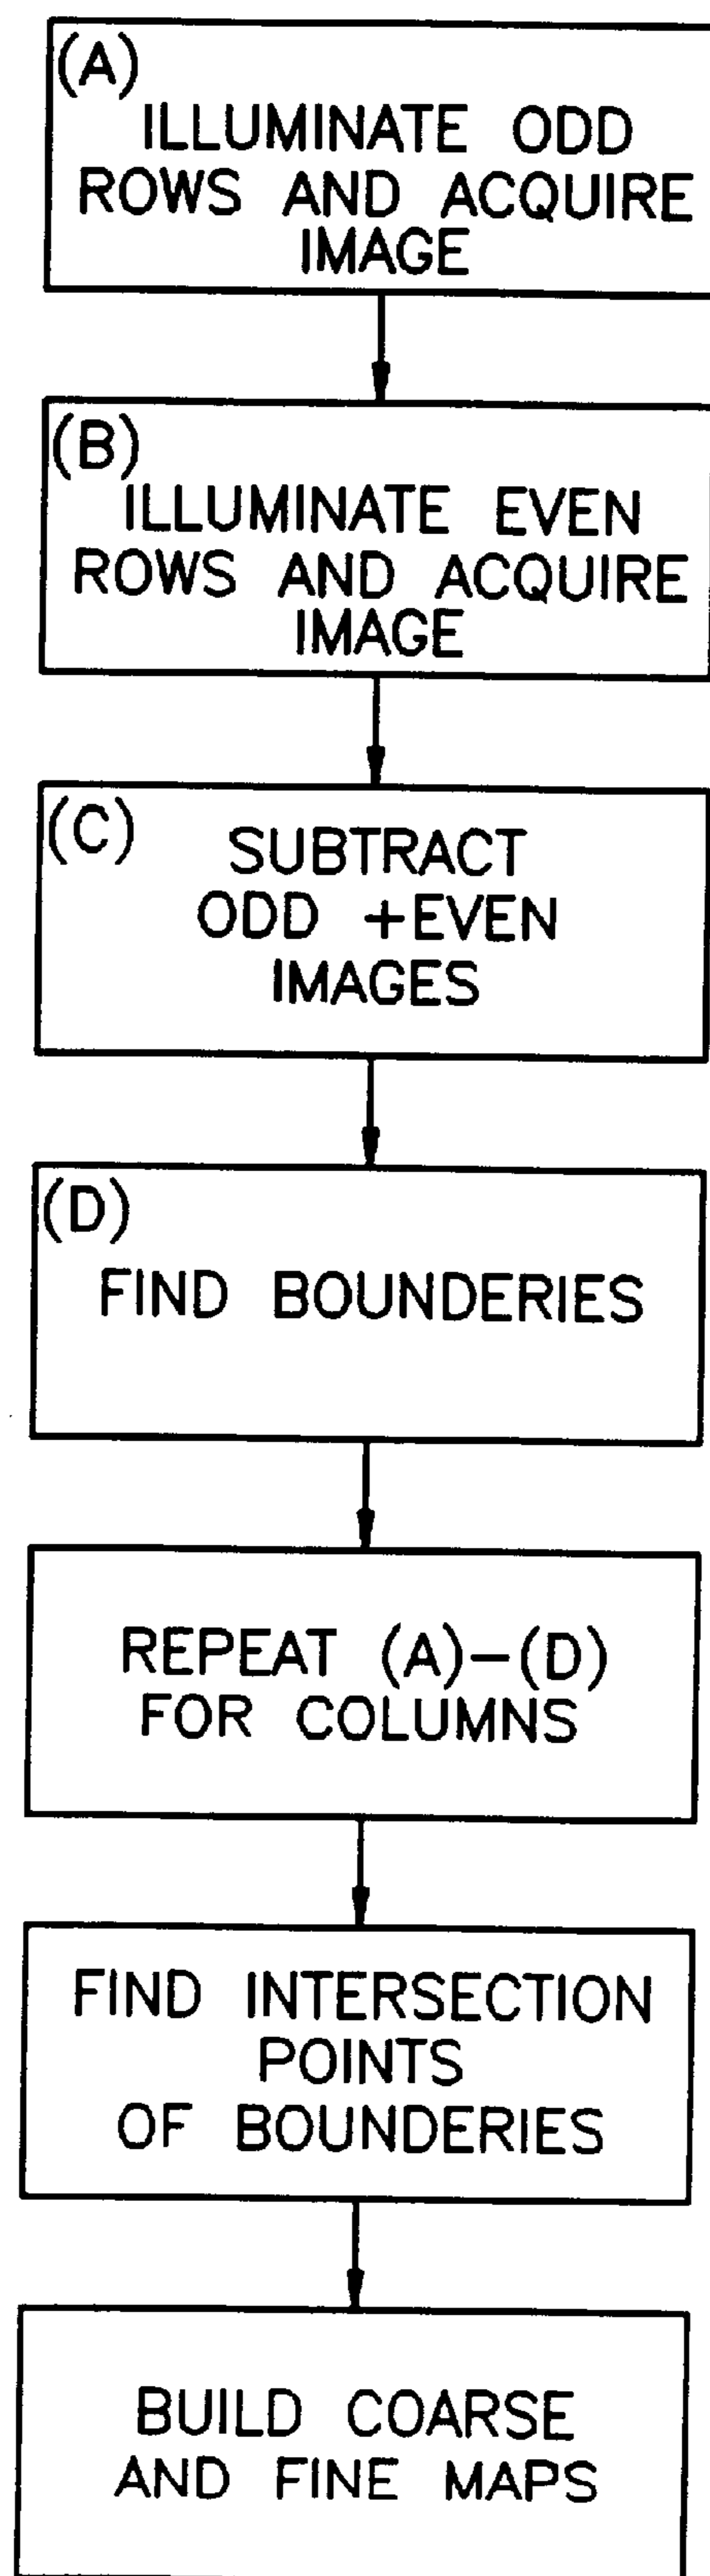 (A)
ILLUMINATE ODD
ROWS AND ACQUIRE
IMAGE
(B)
ILLUMINATE EVEN
ROWS AND ACQUIRE
IMAGE
(C)
SUBTRACT
ODD +EVEN
IMAGES
(D)
FIND BOUNDERIES
REPEAT (A)-(D)
FOR COLUMNS
FIND INTERSECTION
POINTS
OF BOUNDERIES
BUILD COARSE
AND FINE MAPS